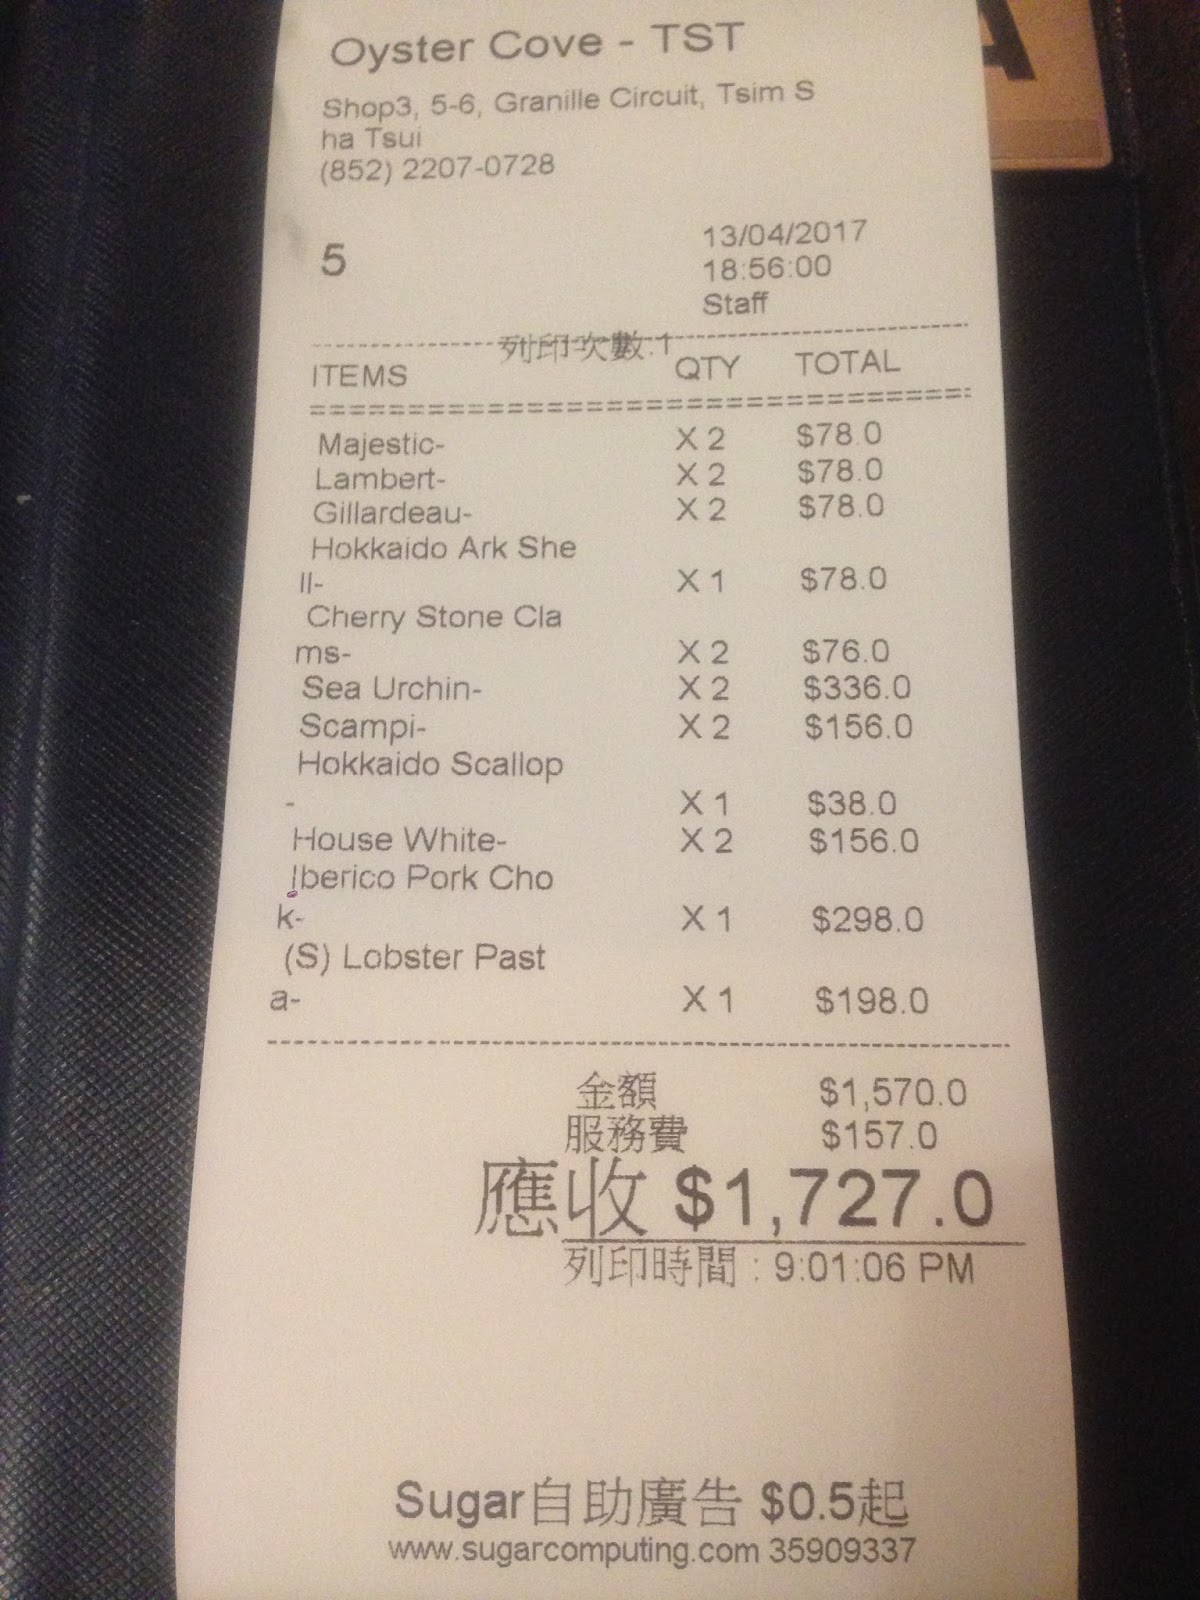 Oyster Cove - TST
Shop3, 5-6, Granille Circuit, Tsim S
ha Tsui
(852) 2207-0728
5
13/04/2017
18:56:00
Staff
列印次數:1
ITEMS QTY TOTAL
Majestic- X 2 $78.0
Lambert- X 2 $78.0
Gillardeau- X 2 $78.0
Hokkaido Ark She
ll- X 1 $78.0
Cherry Stone Cla
ms- X 2 $76.0
Sea Urchin- X 2 $336.0
Scampi- X 2 $156.0
Hokkaido Scallop
- X 1 $38.0
House White- X 2 $156.0
Iberico Pork Cho
k- X 1 $298.0
(S) Lobster Past
a- X 1 $198.0
金額 $1,570.0
服務費 $157.0
應收 $1,727.0
列印時間 : 9:01:06 PM
Sugar自助廣告 $0.5起
www.sugarcomputing.com 35909337